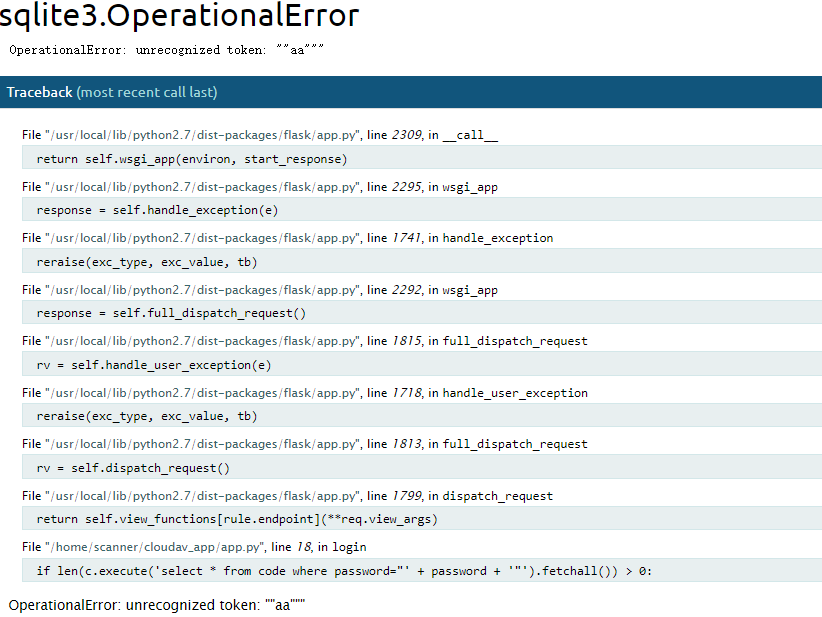 sqlite3.OperationalError
OperationalError: unrecognized token: ""aa"""
Traceback (most recent call last)
File "/usr/local/lib/python2.7/dist-packages/flask/app.py", line 2309, in __call__
return self.wsgi_app(environ, start_response)
File "/usr/local/lib/python2.7/dist-packages/flask/app.py", line 2295, in wsgi_app
response = self.handle_exception(e)
File "/usr/local/lib/python2.7/dist-packages/flask/app.py", line 1741, in handle_exception
reraise(exc_type, exc_value, tb)
File "/usr/local/lib/python2.7/dist-packages/flask/app.py", line 2292, in wsgi_app
response = self.full_dispatch_request()
File "/usr/local/lib/python2.7/dist-packages/flask/app.py", line 1815, in full_dispatch_request
rv = self.handle_user_exception(e)
File "/usr/local/lib/python2.7/dist-packages/flask/app.py", line 1718, in handle_user_exception
reraise(exc_type, exc_value, tb)
File "/usr/local/lib/python2.7/dist-packages/flask/app.py", line 1813, in full_dispatch_request
rv = self.dispatch_request()
File "/usr/local/lib/python2.7/dist-packages/flask/app.py", line 1799, in dispatch_request
return self.view_functions[rule.endpoint](**req.view_args)
File "/home/scanner/cloudav_app/app.py", line 18, in login
if len(c.execute('select * from code where password="' + password + '"').fetchall()) > 0:
OperationalError: unrecognized token: ""aa"""